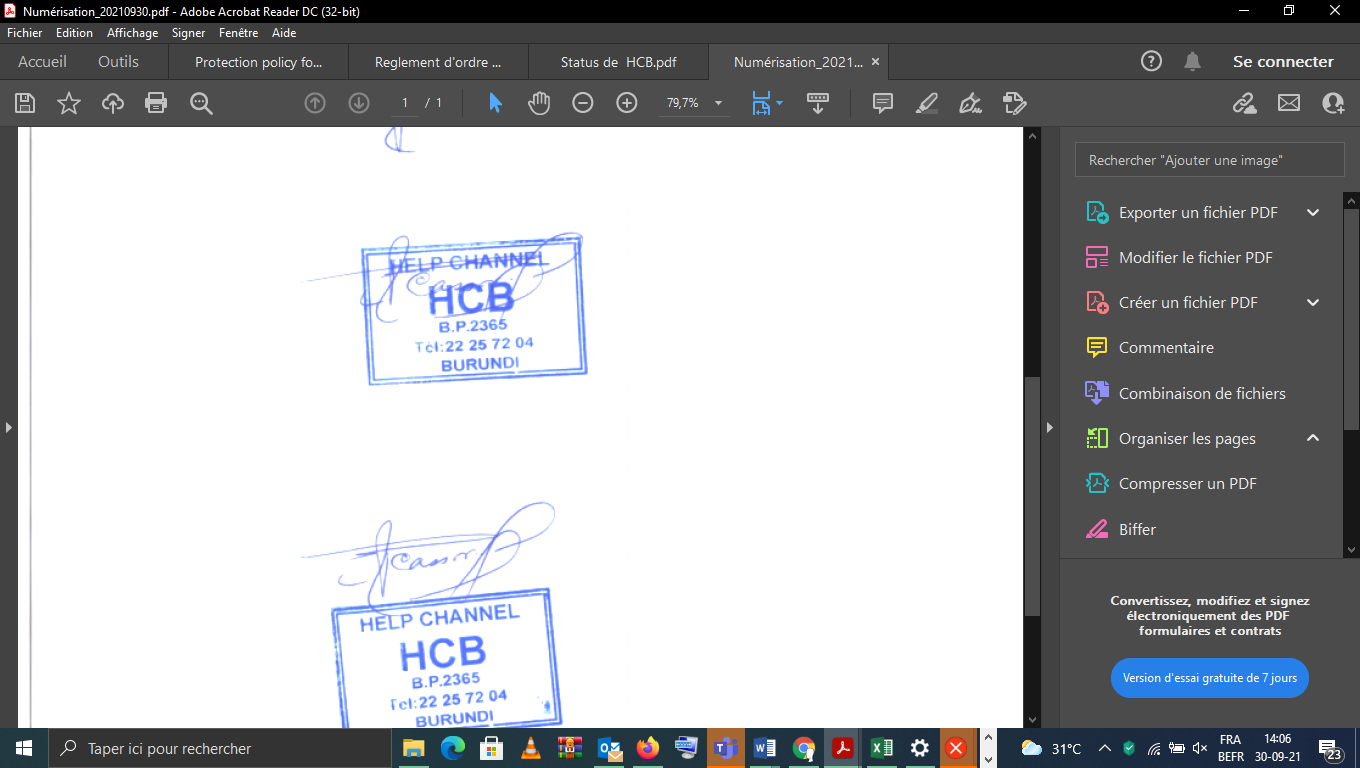 Numérisation_20210930.pdf - Adobe Acrobat Reader DC (32-bit)
Fichier Edition Affichage Signer Fenêtre Aide
Accueil Outils Protection policy fo... Reglement d'ordre ... Status de HCB.pdf Numérisation_2021... × Se connecter
1 / 1 79,7%
Rechercher "Ajouter une image"
Exporter un fichier PDF
Modifier le fichier PDF
Créer un fichier PDF
Commentaire
Combinaison de fichiers
Organiser les pages
Compresser un PDF
Biffer
Convertissez, modifiez et signez
électroniquement des PDF
formulaires et contrats
Version d'essai gratuite de 7 jours
HELP CHANNEL
HCB
B.P.2365
Tél:22 25 72 04
BURUNDI
HELP CHANNEL
HCB
B.P.2365
Tel:22 25 72 04
BURUNDI
Taper ici pour rechercher
31°C
FRA
BEFR
14:06
30-09-21
23